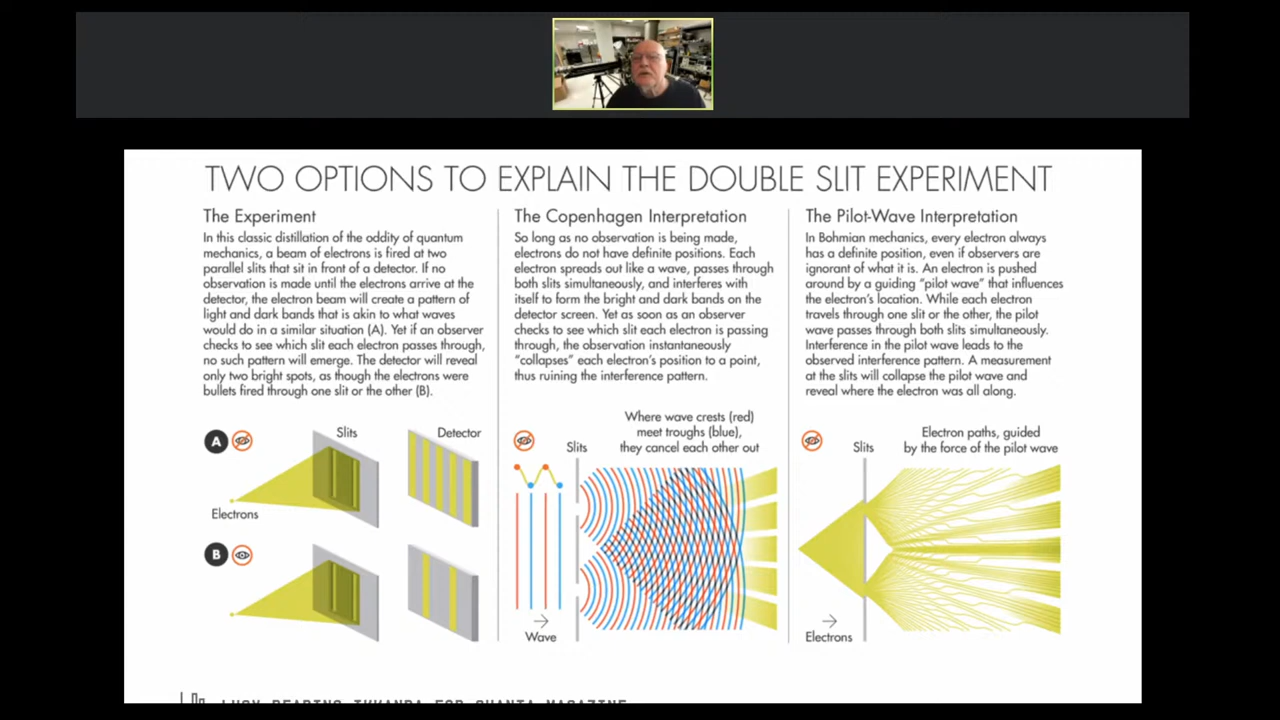 TWO OPTIONS TO EXPLAIN THE DOUBLE SLIT EXPERIMENT
The Experiment
In this classic distillation of the oddity of quantum
mechanics, a beam of electrons is fired at two
parallel slits that sit in front of a detector. If no
observation is made until the electrons arrive at the
detector, the electron beam will create a pattern of
light and dark bands that is akin to what waves
would do in a similar situation (A). Yet if an observer
checks to see which slit each electron passes through,
no such pattern will emerge. The detector will reveal
only two bright spots, as though the electrons were
bullets fired through one slit or the other (B).
A
Slits
Detector
Electrons
B
The Copenhagen Interpretation
So long as no observation is being made,
electrons do not have definite positions. Each
electron spreads out like a wave, passes through
both slits simultaneously, and interferes with
itself to form the bright and dark bands on the
detector screen. Yet as soon as an observer
checks to see which slit each electron is passing
through, the observation instantaneously
“collapses” each electron’s position to a point,
thus ruining the interference pattern.
Where wave crests (red)
meet troughs (blue),
they cancel each other out
Slits
Wave
The Pilot-Wave Interpretation
In Bohmian mechanics, every electron always
has a definite position, even if observers are
ignorant of what it is. An electron is pushed
around by a guiding “pilot wave” that influences
the electron’s location. While each electron
travels through one slit or the other, the pilot
wave passes through both slits simultaneously.
Interference in the pilot wave leads to the
observed interference pattern. A measurement
at the slits will collapse the pilot wave and
reveal where the electron was all along.
Slits
Electron paths, guided
by the force of the pilot wave
Electrons
LUCY READING-IKKANDA FOR QUANTA MAGAZINE